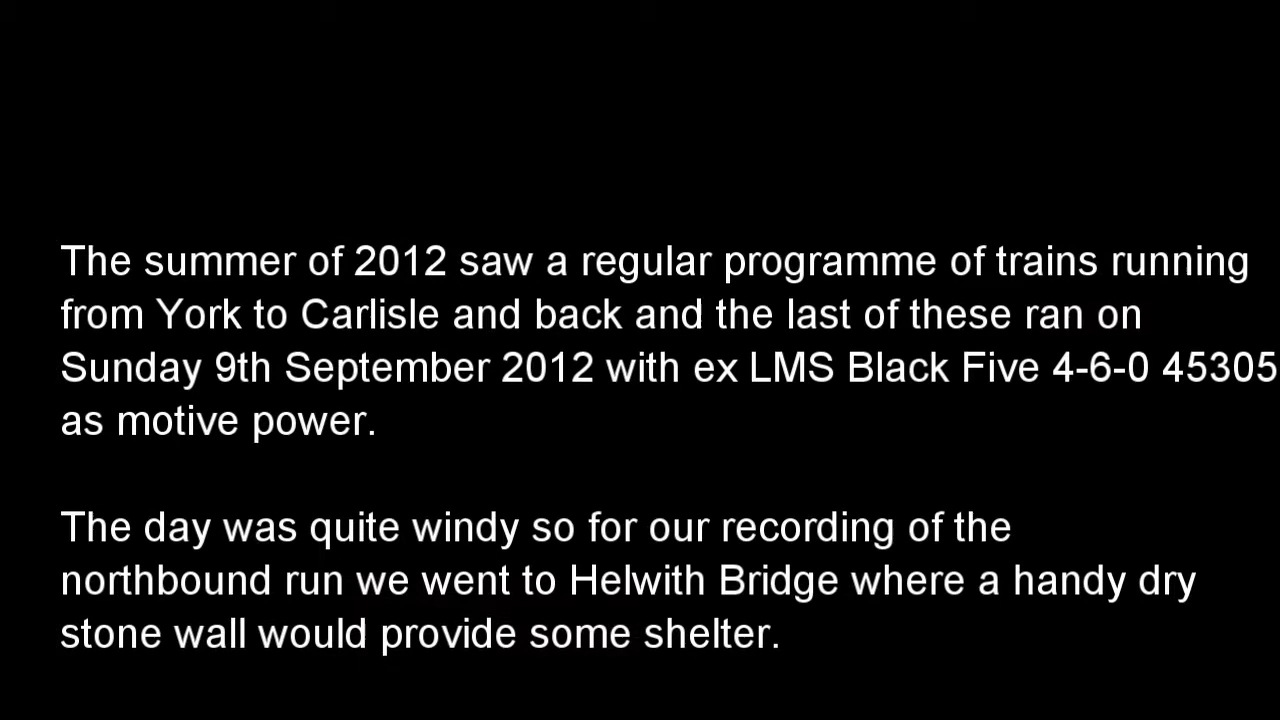 The summer of 2012 saw a regular programme of trains running
from York to Carlisle and back and the last of these ran on
Sunday 9th September 2012 with ex LMS Black Five 4-6-0 45305
as motive power.
The day was quite windy so for our recording of the
northbound run we went to Helwith Bridge where a handy dry
stone wall would provide some shelter.